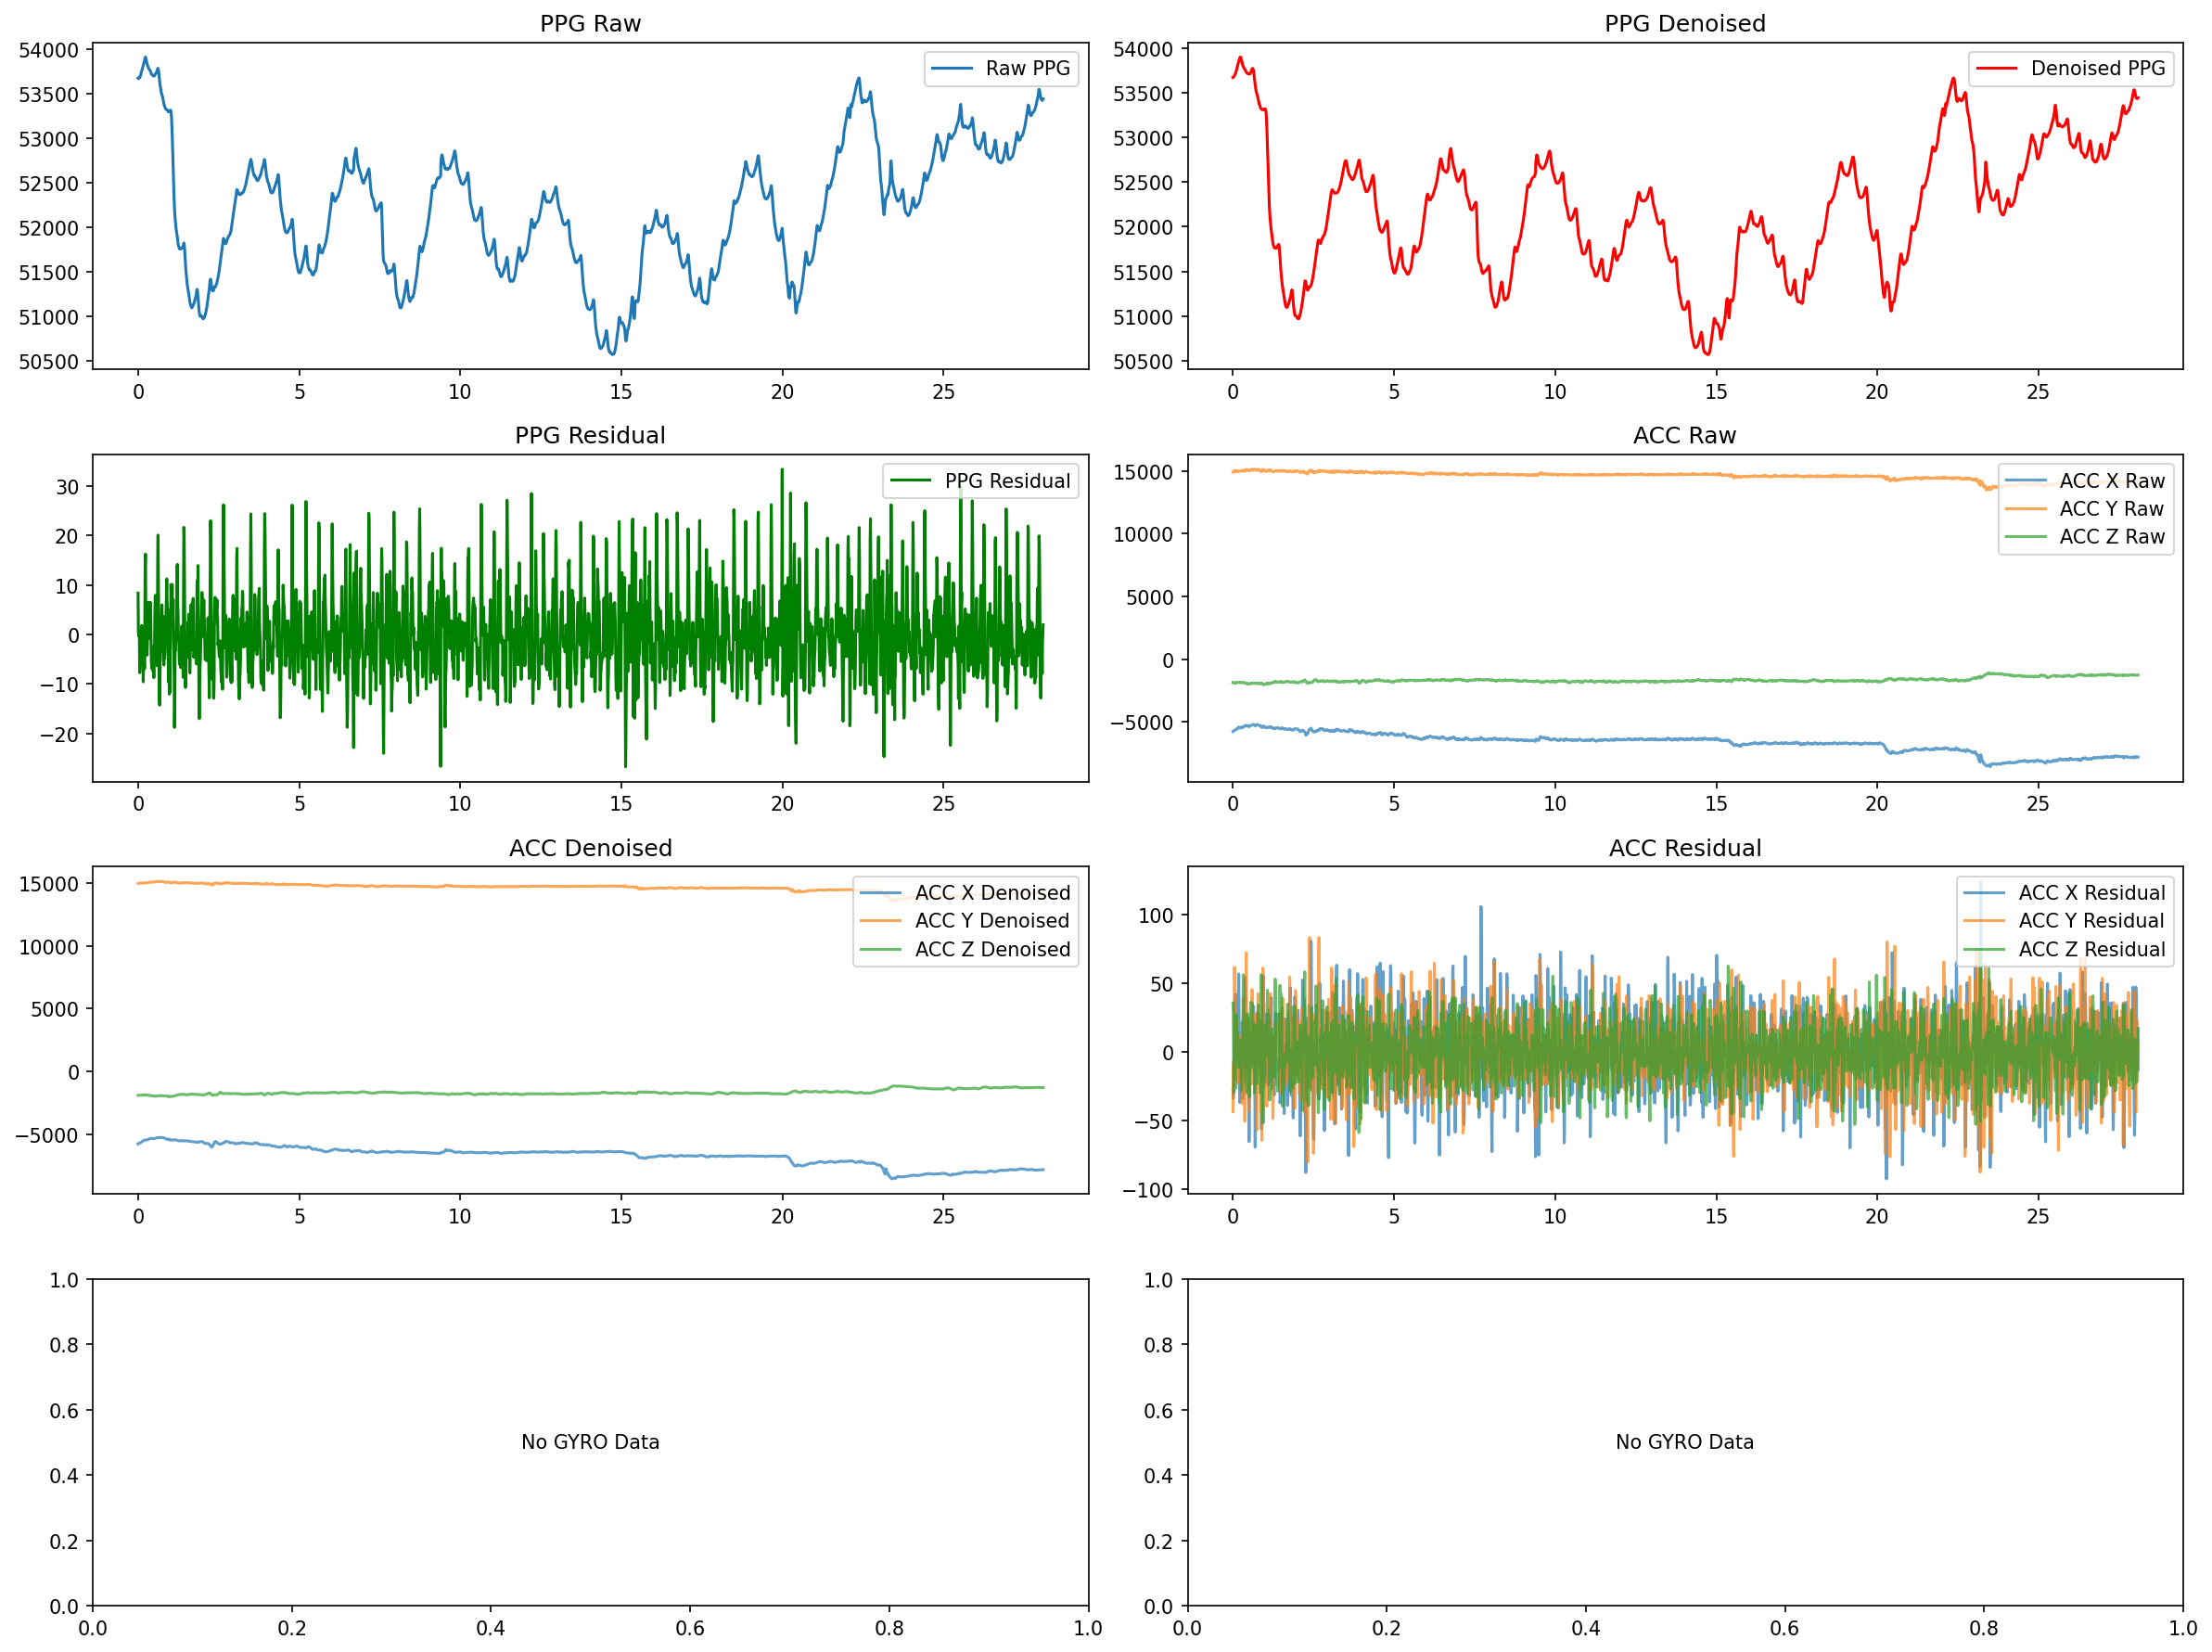 PPG Raw
54000
53500
53000
52500
52000
51500
51000
50500
0 5 10 15 20 25
Raw PPG
PPG Denoised
54000
53500
53000
52500
52000
51500
51000
50500
0 5 10 15 20 25
Denoised PPG
PPG Residual
30
20
10
0
−10
−20
0 5 10 15 20 25
PPG Residual
ACC Raw
15000
10000
5000
0
−5000
0 5 10 15 20 25
ACC X Raw
ACC Y Raw
ACC Z Raw
ACC Denoised
15000
10000
5000
0
−5000
0 5 10 15 20 25
ACC X Denoised
ACC Y Denoised
ACC Z Denoised
ACC Residual
100
50
0
−50
−100
0 5 10 15 20 25
ACC X Residual
ACC Y Residual
ACC Z Residual
1.0
0.8
0.6
0.4
0.2
0.0
0.0 0.2 0.4 0.6 0.8 1.0
No GYRO Data
1.0
0.8
0.6
0.4
0.2
0.0
0.0 0.2 0.4 0.6 0.8 1.0
No GYRO Data